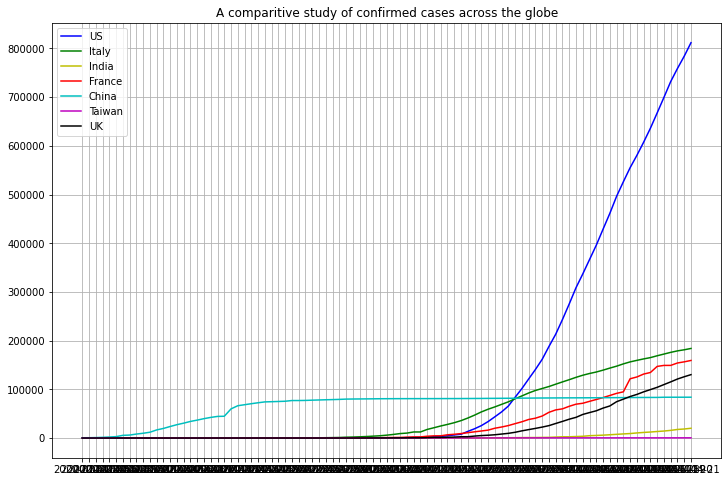 A comparitive study of confirmed cases across the globe
US
Italy
India
France
China
Taiwan
UK
800000
700000
600000
500000
400000
300000
200000
100000
0